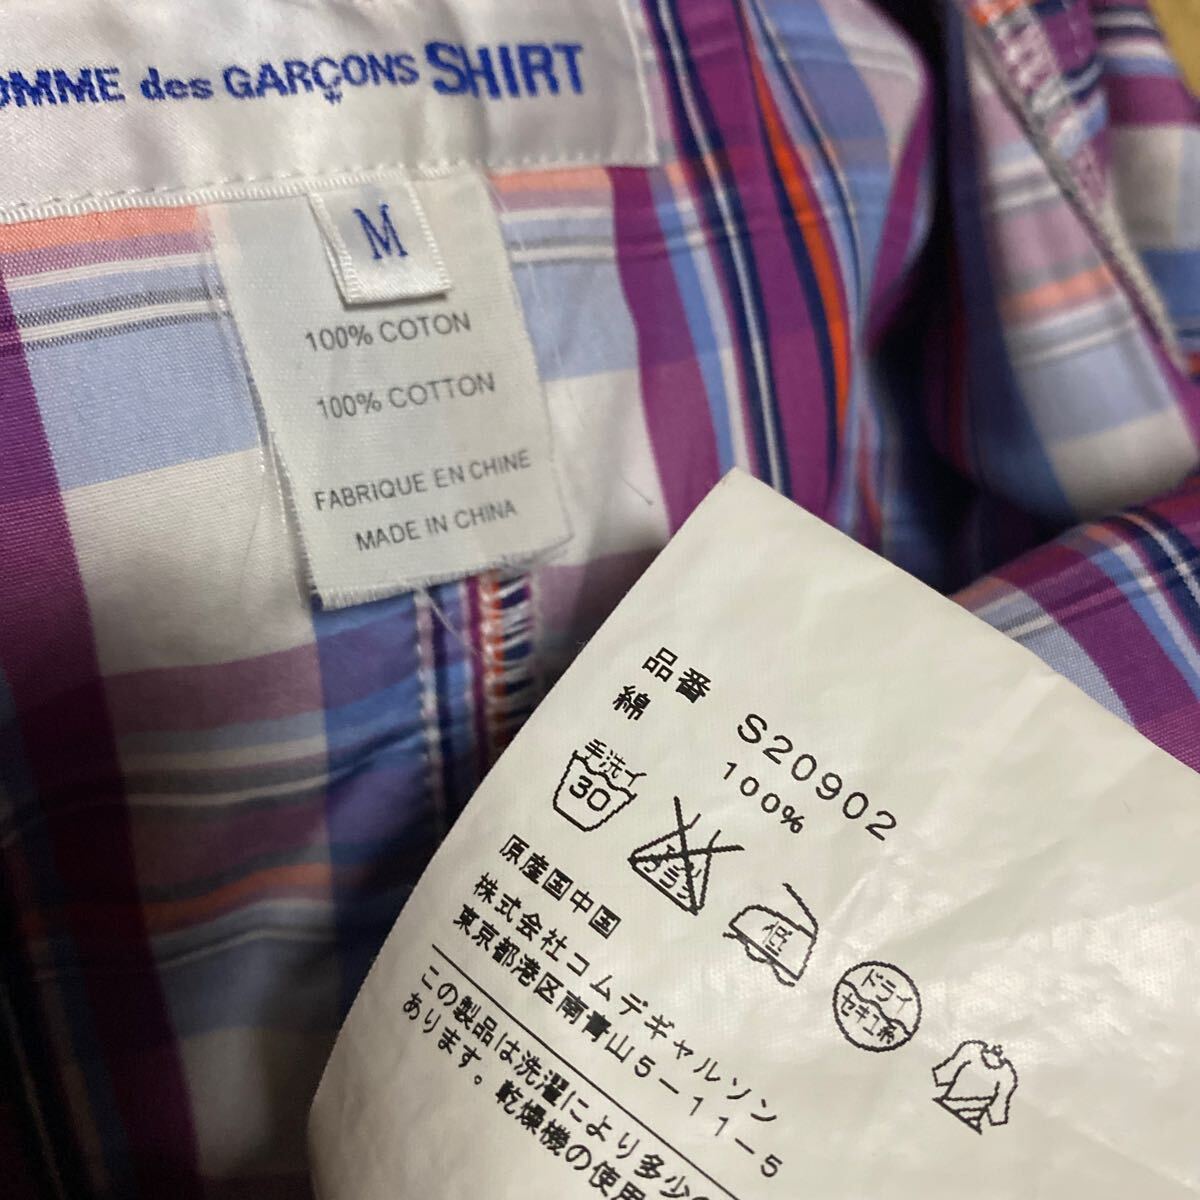 OMME des GARÇONS SHIRT
M
100% COTON
100% COTTON
FABRIQUE EN CHINE
MADE IN CHINA
品番 S20902
綿 100%
手洗イ
30
低
ドライ
セキユ系
原産国中国
株式会社コムデギャルソン
東京都港区南青山5-11-5
この製品は洗濯により多少の
あります。乾燥機の使用